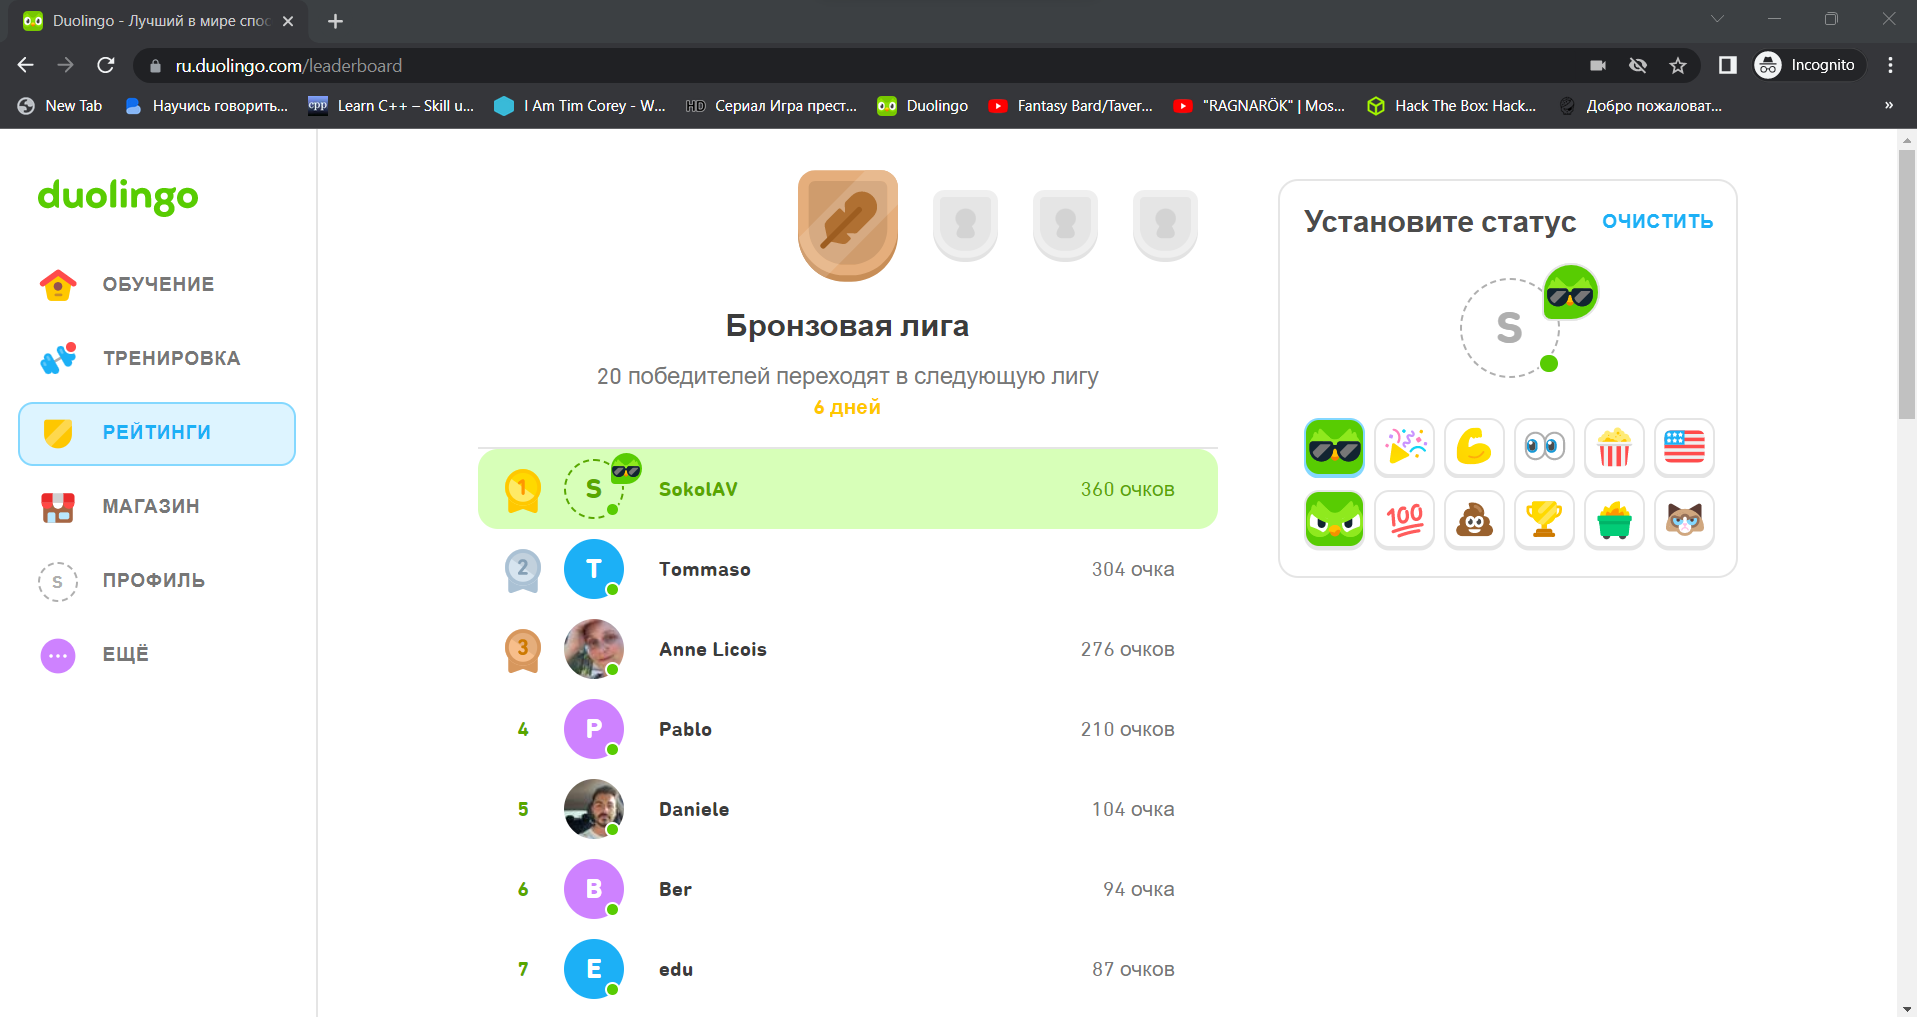 Duolingo - Лучший в мире спос
ru.duolingo.com/leaderboard
Incognito
New Tab
Научись говорить...
Learn C++ – Skill u...
I Am Tim Corey - W...
HD
Сериал Игра прест...
Duolingo
Fantasy Bard/Taver...
"RAGNARÖK" | Mos...
Hack The Box: Hack...
Добро пожаловат...
»
duolingo
ОБУЧЕНИЕ
ТРЕНИРОВКА
РЕЙТИНГИ
МАГАЗИН
S
ПРОФИЛЬ
ЕЩЁ
Бронзовая лига
20 победителей переходят в следующую лигу
6 дней
1 S SokolAV 360 очков
2 T Tommaso 304 очка
3 Anne Licois 276 очков
4 P Pablo 210 очков
5 Daniele 104 очка
6 B Ber 94 очка
7 E edu 87 очков
Установите статус ОЧИСТИТЬ
S
100